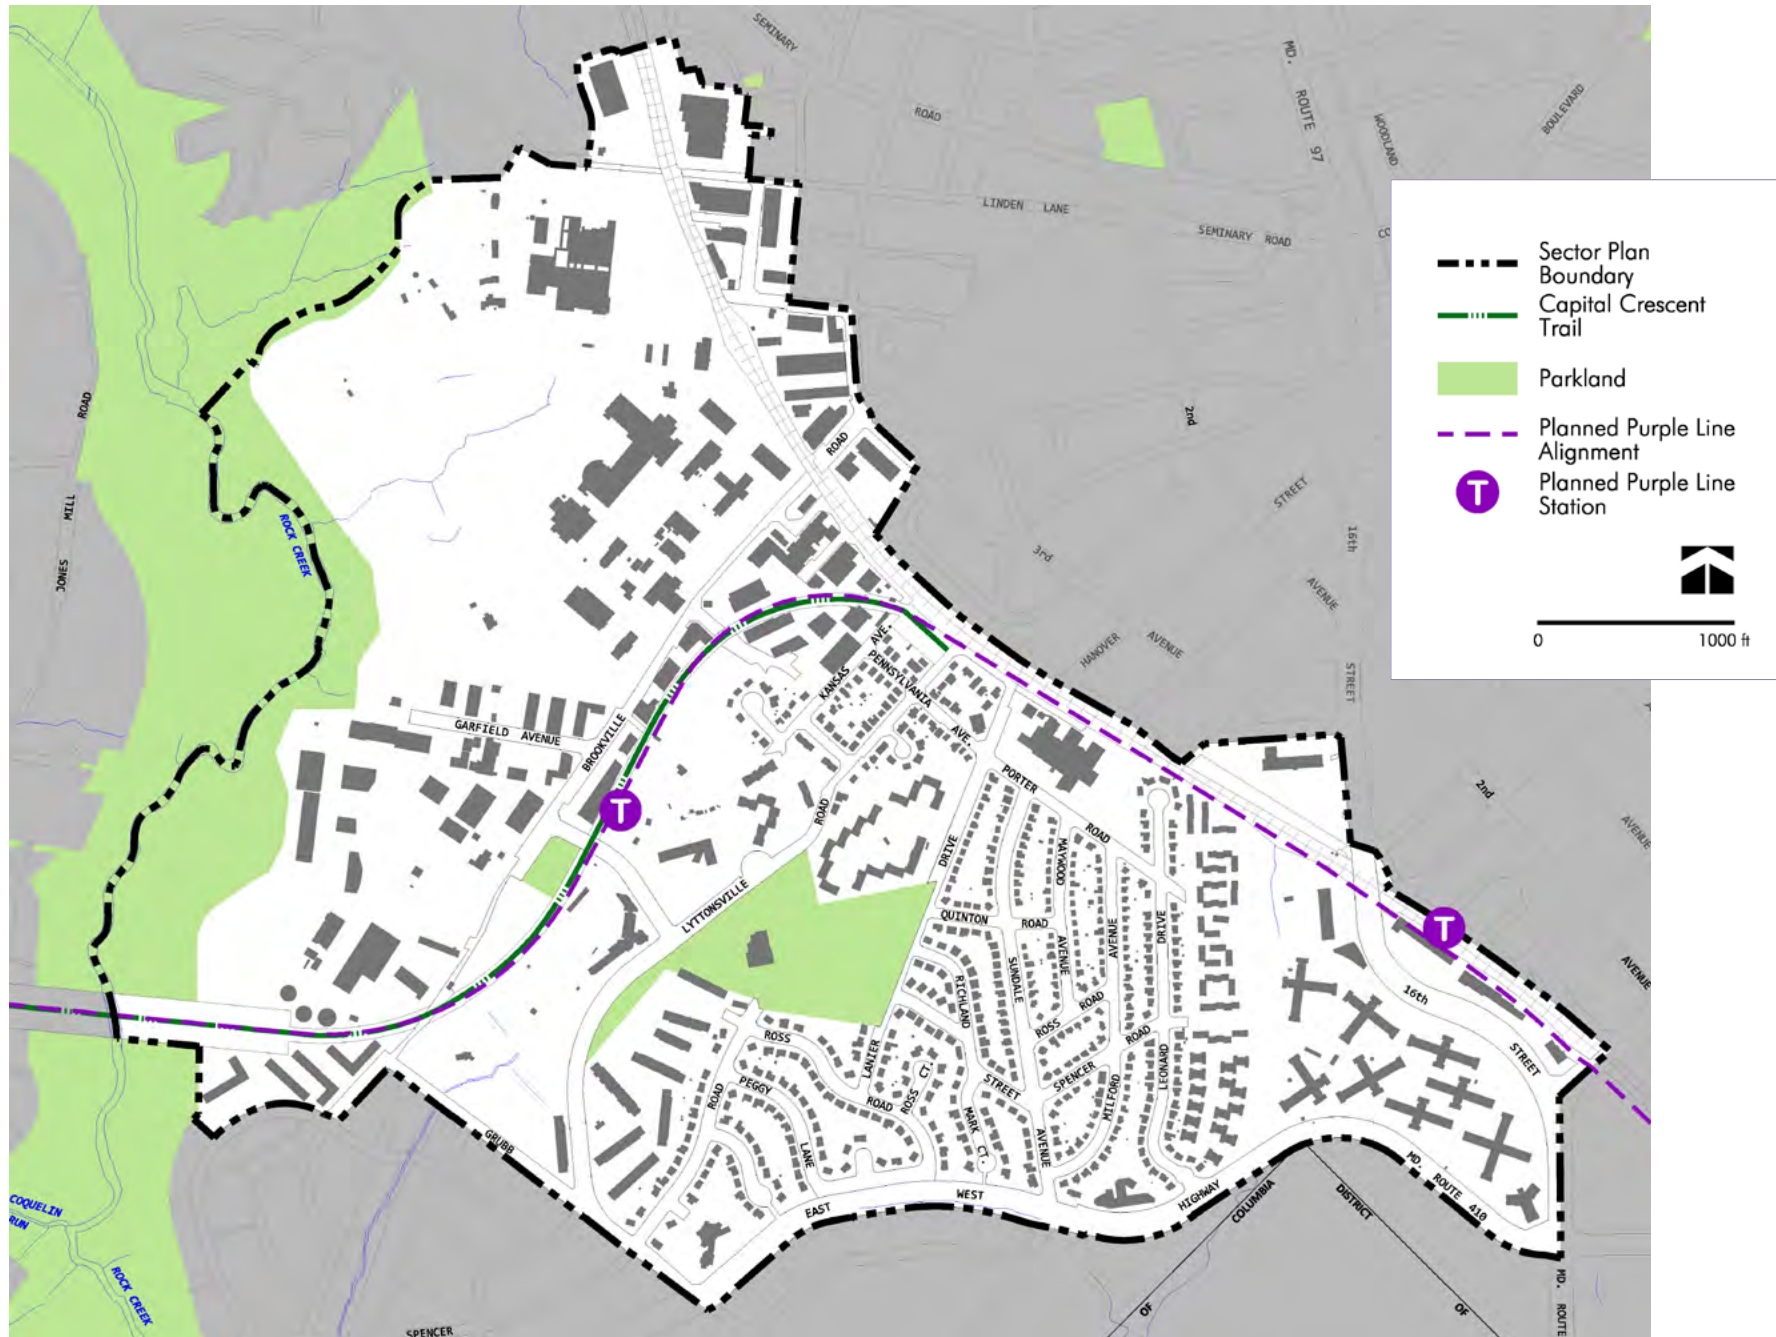 SEMINARY
ROAD
MD. ROUTE 97
WOODLAND
BOULEVARD
LINDEN LANE
SEMINARY ROAD
CO
Sector Plan
Boundary
Capital Crescent
Trail
Parkland
Planned Purple Line
Alignment
T
Planned Purple Line
Station
0
1000 ft
JONES MILL ROAD
ROCK CREEK
ROAD
2nd
STREET
3rd
16th
AVENUE
HANOVER AVENUE
STREET
KANSAS AVE.
PENNSYLVANIA AVE.
GARFIELD AVENUE
BROOKVILLE
T
PORTER ROAD
2nd
AVENUE
LYTTONSVILLE ROAD
DRIVE
MAYWOOD
AVENUE
QUINTON ROAD
AVENUE
DRIVE
T
AVENUE
SUNDALE
RICHLAND
16th
STREET
ROSS ROAD
ROSS
ROAD
LANIER
ROSS CT.
STREET
SPENCER
ROAD
MILFORD
LEONARD
PEGGY
LANE
ROAD
MARK CT.
AVENUE
GRUBB
EAST
WEST
HIGHWAY
MD. ROUTE 410
COLUMBIA
DISTRICT
OF
OF
MD. ROUTE
COQUELIN
RUN
ROCK CREEK
SPENCER